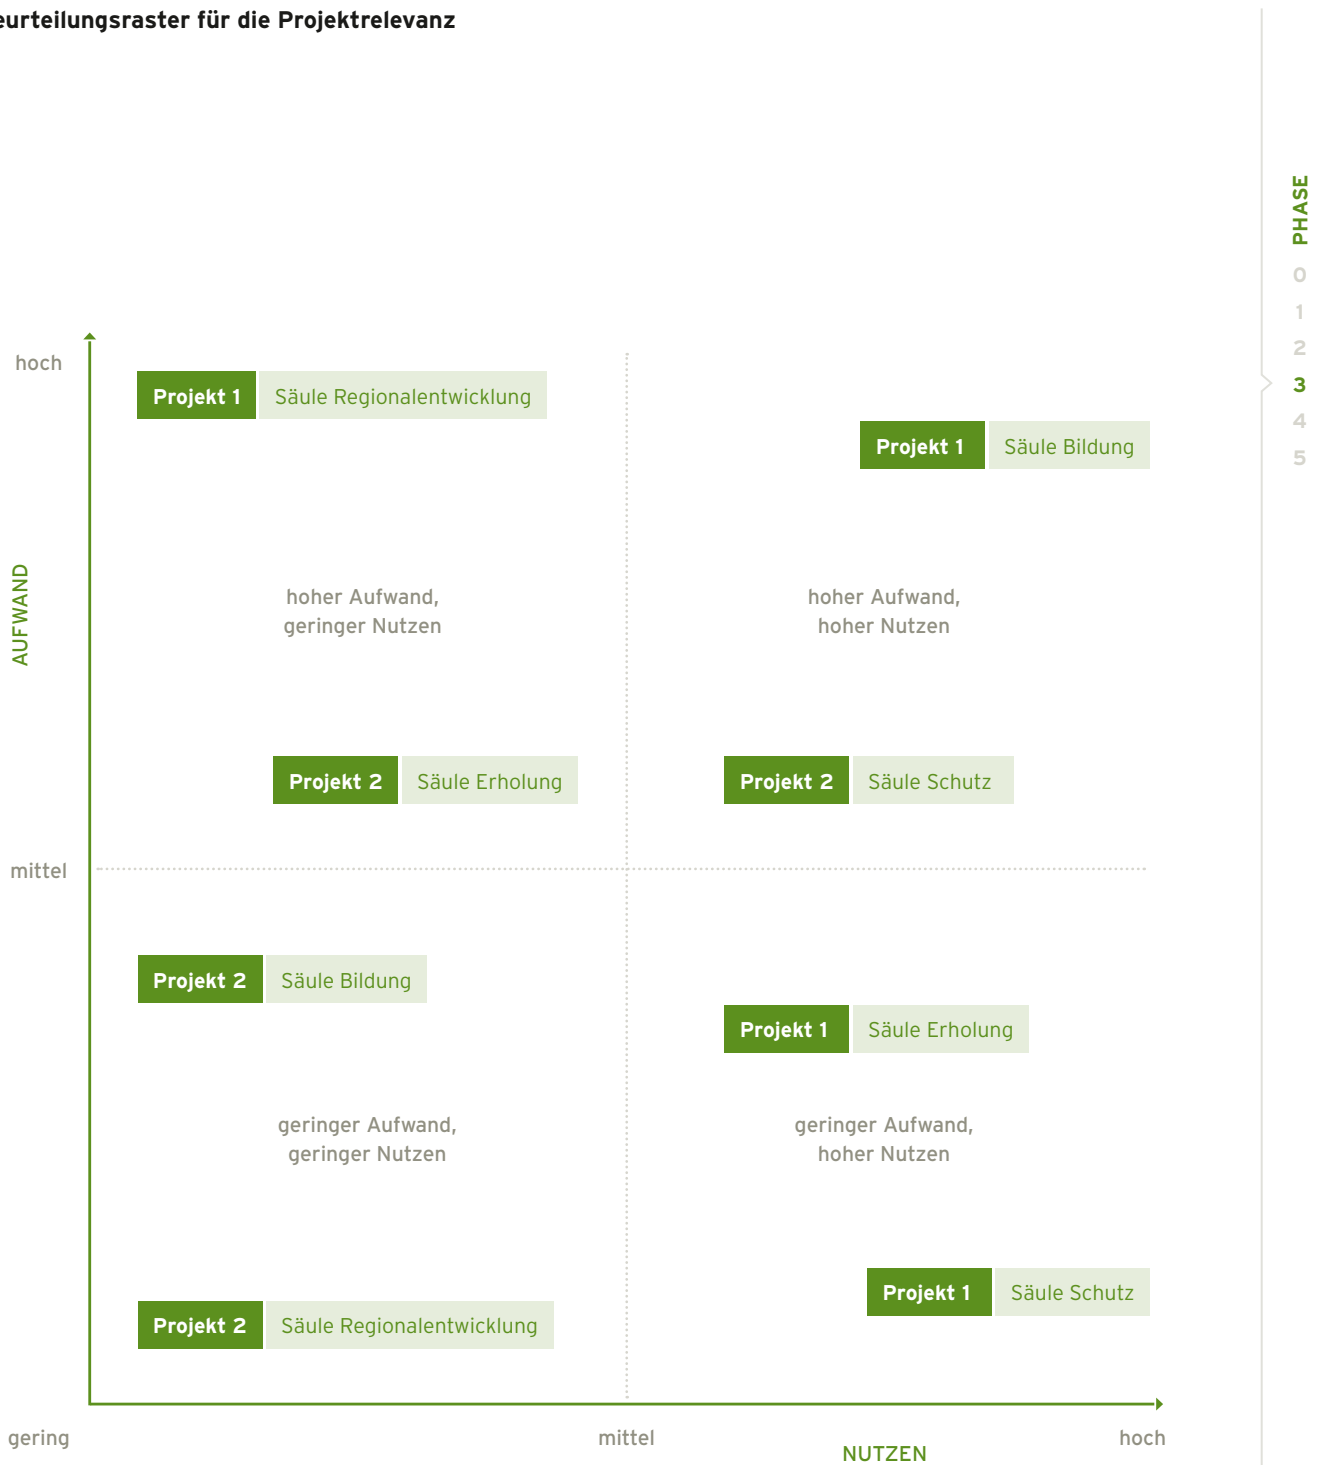 eurteilungsraster für die Projektrelevanz
PHASE
0
1
2
3
4
5
hoch
Projekt 1 Säule Regionalentwicklung
Projekt 1 Säule Bildung
AUFWAND
hoher Aufwand,
geringer Nutzen
hoher Aufwand,
hoher Nutzen
Projekt 2 Säule Erholung
Projekt 2 Säule Schutz
mittel
Projekt 2 Säule Bildung
Projekt 1 Säule Erholung
geringer Aufwand,
geringer Nutzen
geringer Aufwand,
hoher Nutzen
Projekt 1 Säule Schutz
Projekt 2 Säule Regionalentwicklung
gering
mittel
hoch
NUTZEN